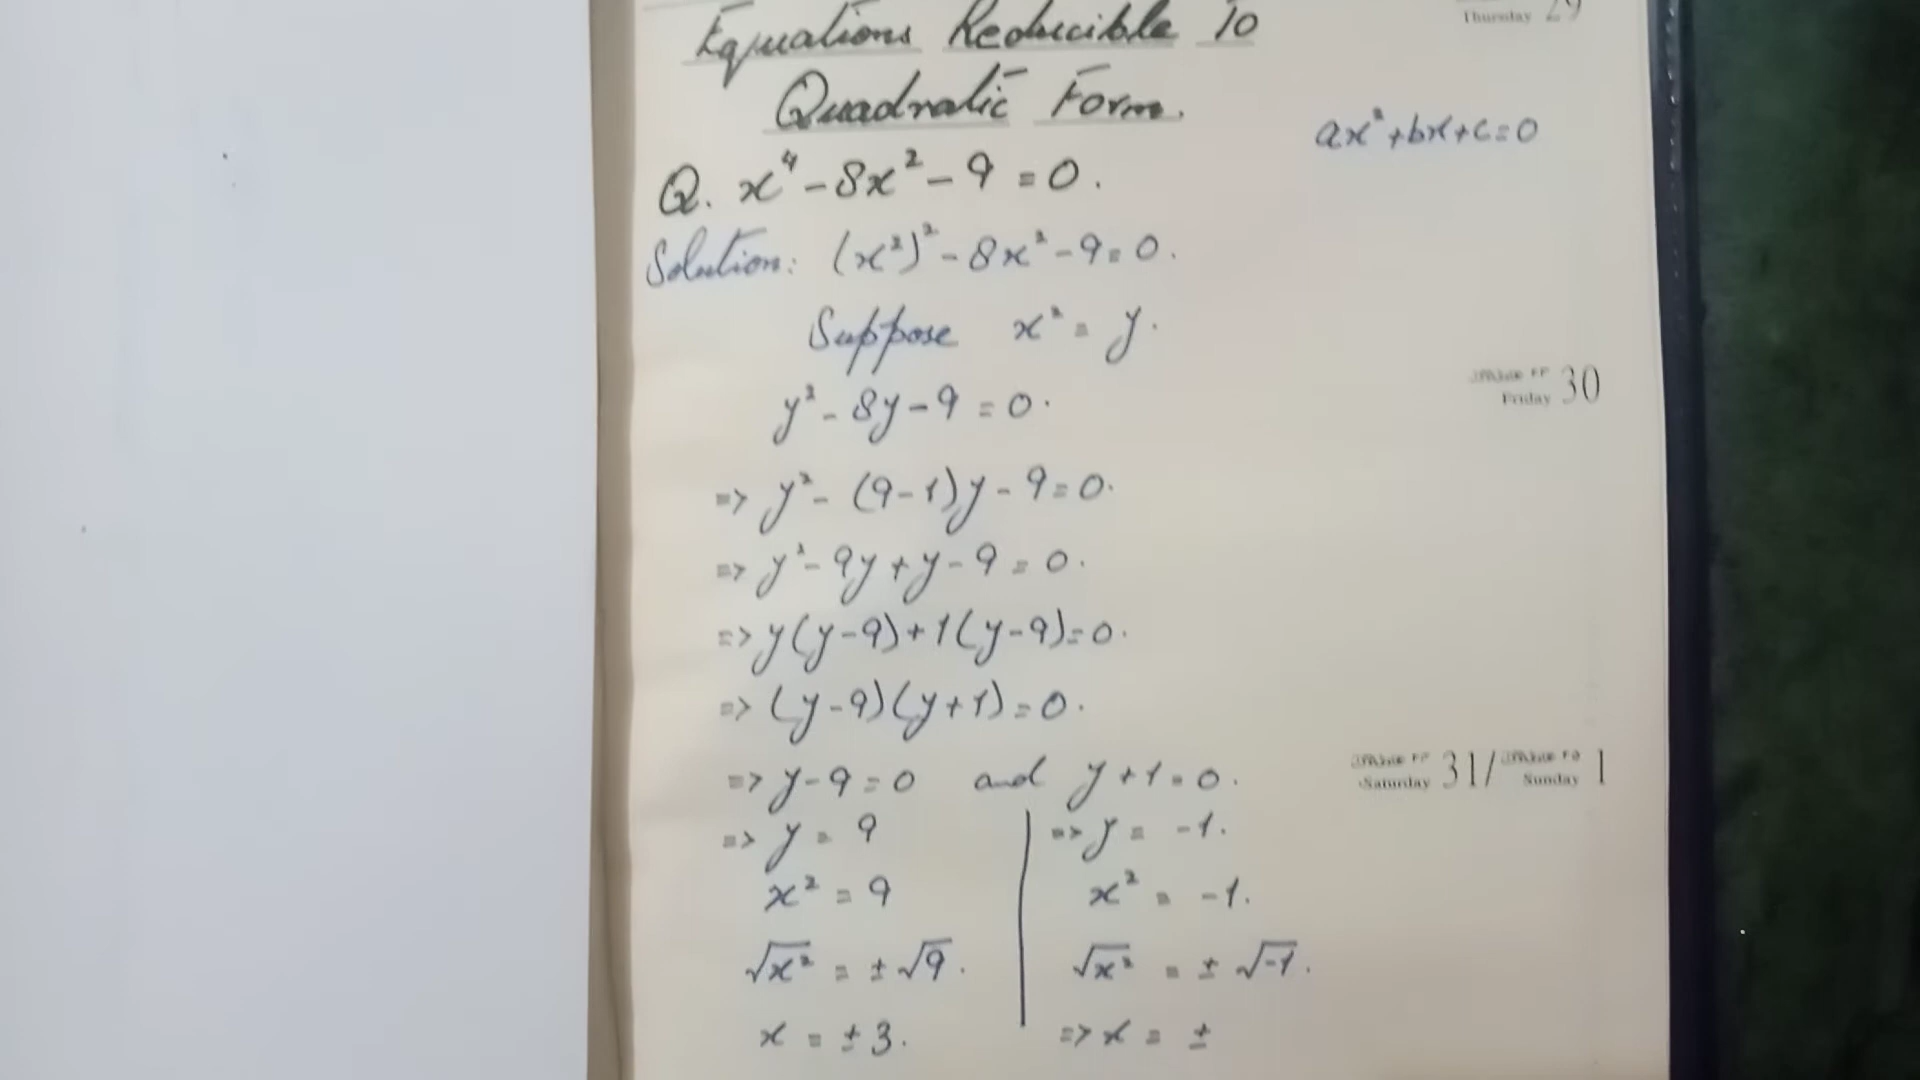 Equations Reducible To
Thursday 29
Quadratic Form.
ax²+bx+c=0
Q. x⁴-8x²-9=0.
Solution: (x²)²-8x²-9=0.
Suppose x²=y.
y²-8y-9=0.
Friday 30
=> y²-(9-1)y-9=0.
=> y²-9y+y-9=0.
=> y(y-9)+1(y-9)=0.
=> (y-9)(y+1)=0.
=> y-9=0 and y+1=0.
Saturday 31/ Sunday 1
=> y=9 => y=-1.
x²=9 x²=-1.
√x²=±√9. √x²=±√-1.
x=±3. => x=±